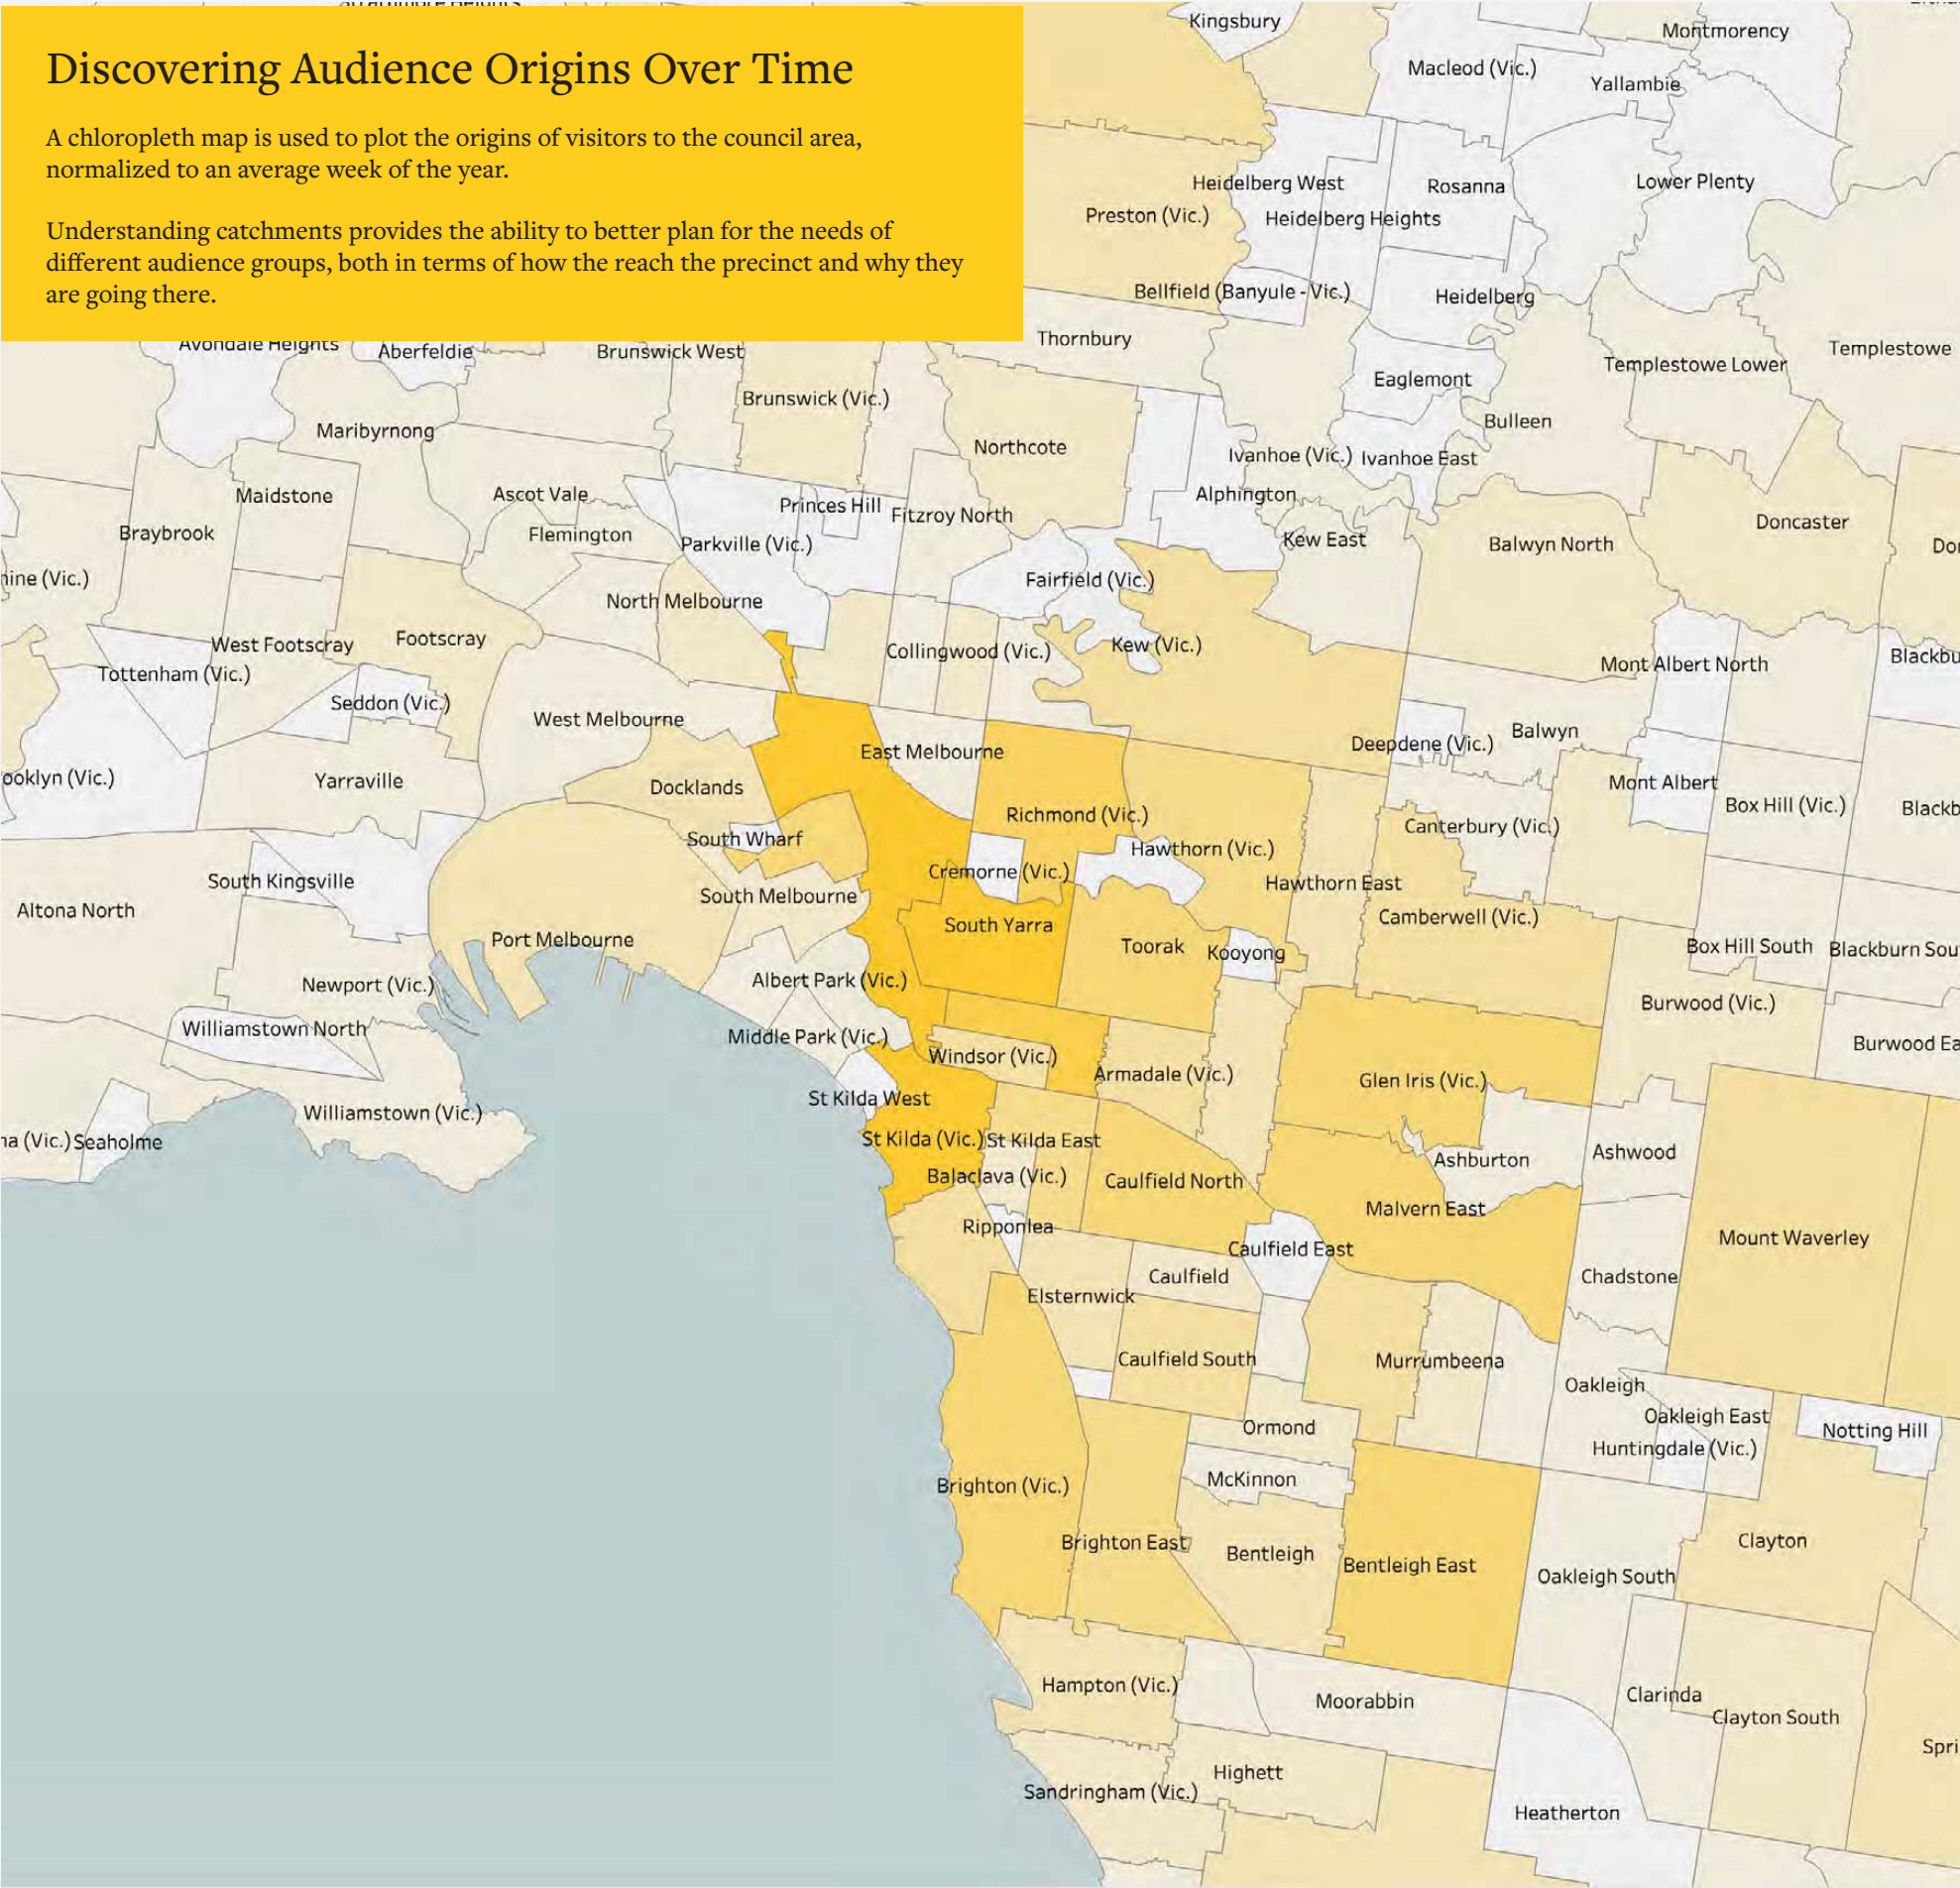 Discovering Audience Origins Over Time
A chloropleth map is used to plot the origins of visitors to the council area,
normalized to an average week of the year.
Understanding catchments provides the ability to better plan for the needs of
different audience groups, both in terms of how the reach the precinct and why they
are going there.
Kingsbury
Montmorency
Macleod (Vic.)
Yallambie
Heidelberg West
Rosanna
Lower Plenty
Preston (Vic.)
Heidelberg Heights
Bellfield (Banyule - Vic.)
Heidelberg
Thornbury
Avondale Heights
Aberfeldie
Brunswick West
Templestowe Lower
Templestowe
Eaglemont
Brunswick (Vic.)
Bulleen
Maribyrnong
Northcote
Ivanhoe (Vic.)
Ivanhoe East
Maidstone
Ascot Vale
Princes Hill
Fitzroy North
Alphington
Doncaster
Braybrook
Flemington
Parkville (Vic.)
Kew East
Balwyn North
(Vic.)
Fairfield (Vic.)
North Melbourne
West Footscray
Footscray
Collingwood (Vic.)
Kew (Vic.)
Mont Albert North
Tottenham (Vic.)
Seddon (Vic.)
West Melbourne
Balwyn
Deepdene (Vic.)
East Melbourne
ooklyn (Vic.)
Yarraville
Docklands
Mont Albert
Box Hill (Vic.)
Richmond (Vic.)
Canterbury (Vic.)
South Wharf
Hawthorn (Vic.)
Cremorne (Vic.)
South Kingsville
Hawthorn East
South Melbourne
Altona North
Camberwell (Vic.)
South Yarra
Port Melbourne
Toorak
Kooyong
Box Hill South
Blackburn Sou
Albert Park (Vic.)
Newport (Vic.)
Burwood (Vic.)
Williamstown North
Middle Park (Vic.)
Burwood Ea
Windsor (Vic.)
Armadale (Vic.)
Glen Iris (Vic.)
St Kilda West
Williamstown (Vic.)
na (Vic.)
Seaholme
St Kilda (Vic.)
St Kilda East
Ashburton
Ashwood
Balaclava (Vic.)
Caulfield North
Malvern East
Ripponlea
Mount Waverley
Caulfield East
Caulfield
Chadstone
Elsternwick
Caulfield South
Murrumbeena
Oakleigh
Oakleigh East
Ormond
Notting Hill
Huntingdale (Vic.)
McKinnon
Brighton (Vic.)
Brighton East
Bentleigh
Bentleigh East
Clayton
Oakleigh South
Hampton (Vic.)
Moorabbin
Clarinda
Clayton South
Spri
Highett
Sandringham (Vic.)
Heatherton